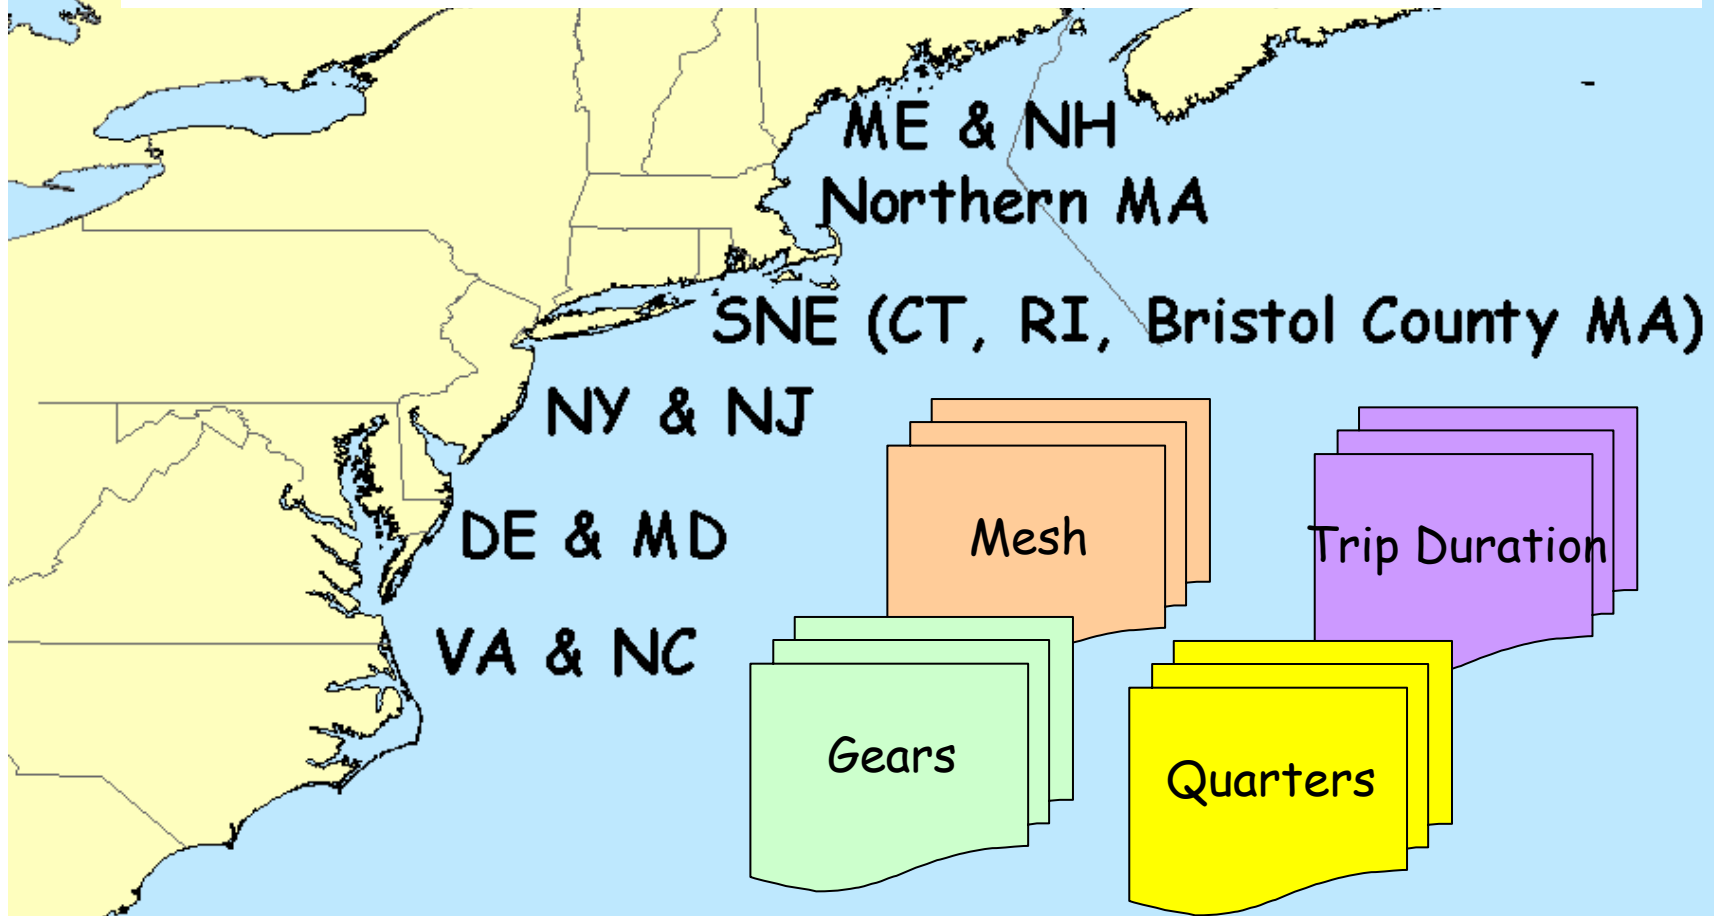 ME & NH
Northern MA
SNE (CT, RI, Bristol County MA)
NY & NJ
DE & MD
VA & NC
Mesh
Trip Duration
Gears
Quarters